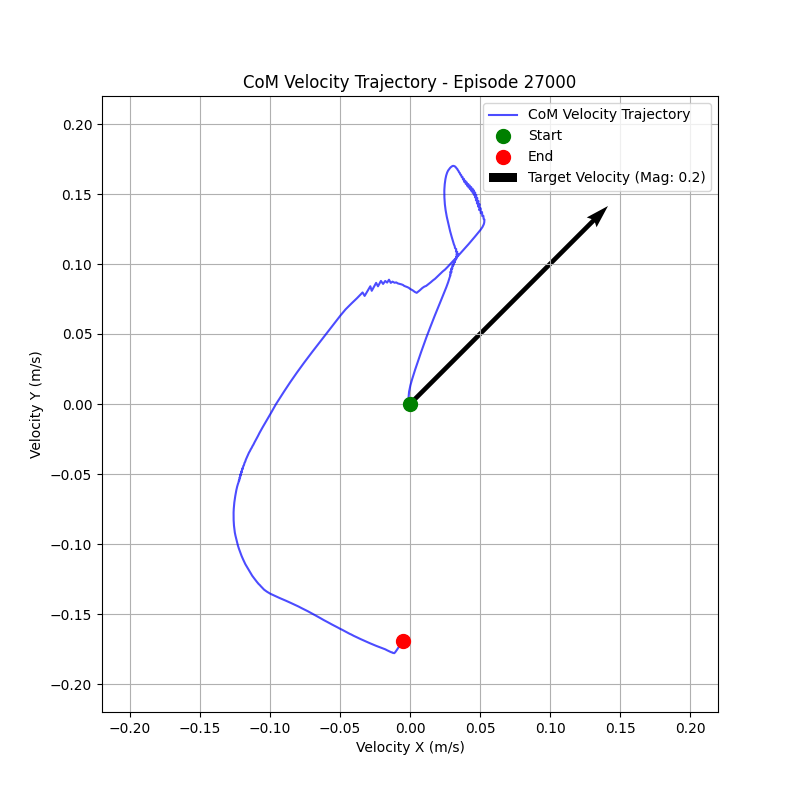 CoM Velocity Trajectory - Episode 27000
CoM Velocity Trajectory
Start
End
Target Velocity (Mag: 0.2)
0.20
0.15
0.10
0.05
0.00
−0.05
−0.10
−0.15
−0.20
Velocity Y (m/s)
−0.20 −0.15 −0.10 −0.05 0.00 0.05 0.10 0.15 0.20
Velocity X (m/s)